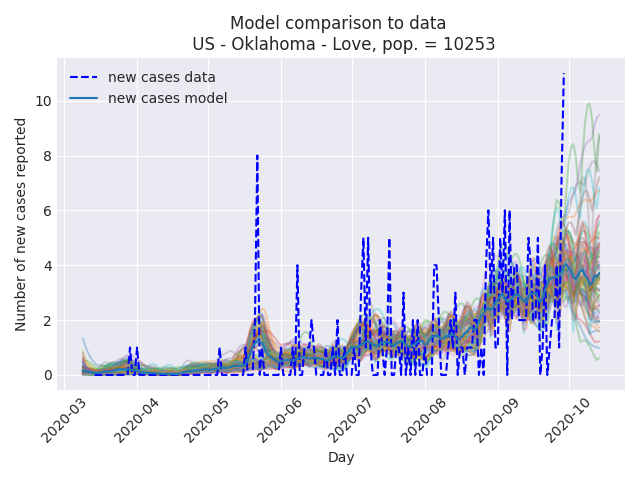 Model comparison to data
US - Oklahoma - Love, pop. = 10253
new cases data
new cases model
Number of new cases reported
10
8
6
4
2
0
2020-03
2020-04
2020-05
2020-06
2020-07
2020-08
2020-09
2020-10
Day